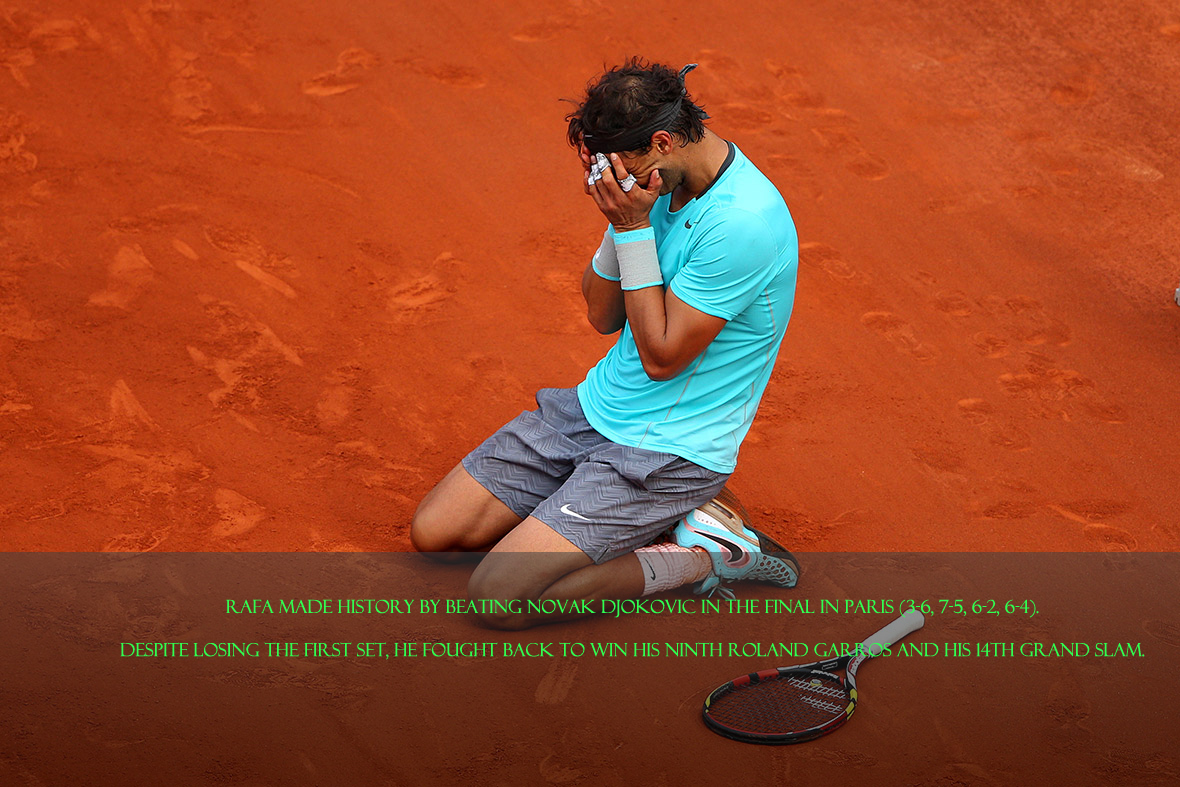 RAFA MADE HISTORY BY BEATING NOVAK DJOKOVIC IN THE FINAL IN PARIS (3-6, 7-5, 6-2, 6-4).
DESPITE LOSING THE FIRST SET, HE FOUGHT BACK TO WIN HIS NINTH ROLAND GARROS AND HIS 14TH GRAND SLAM.